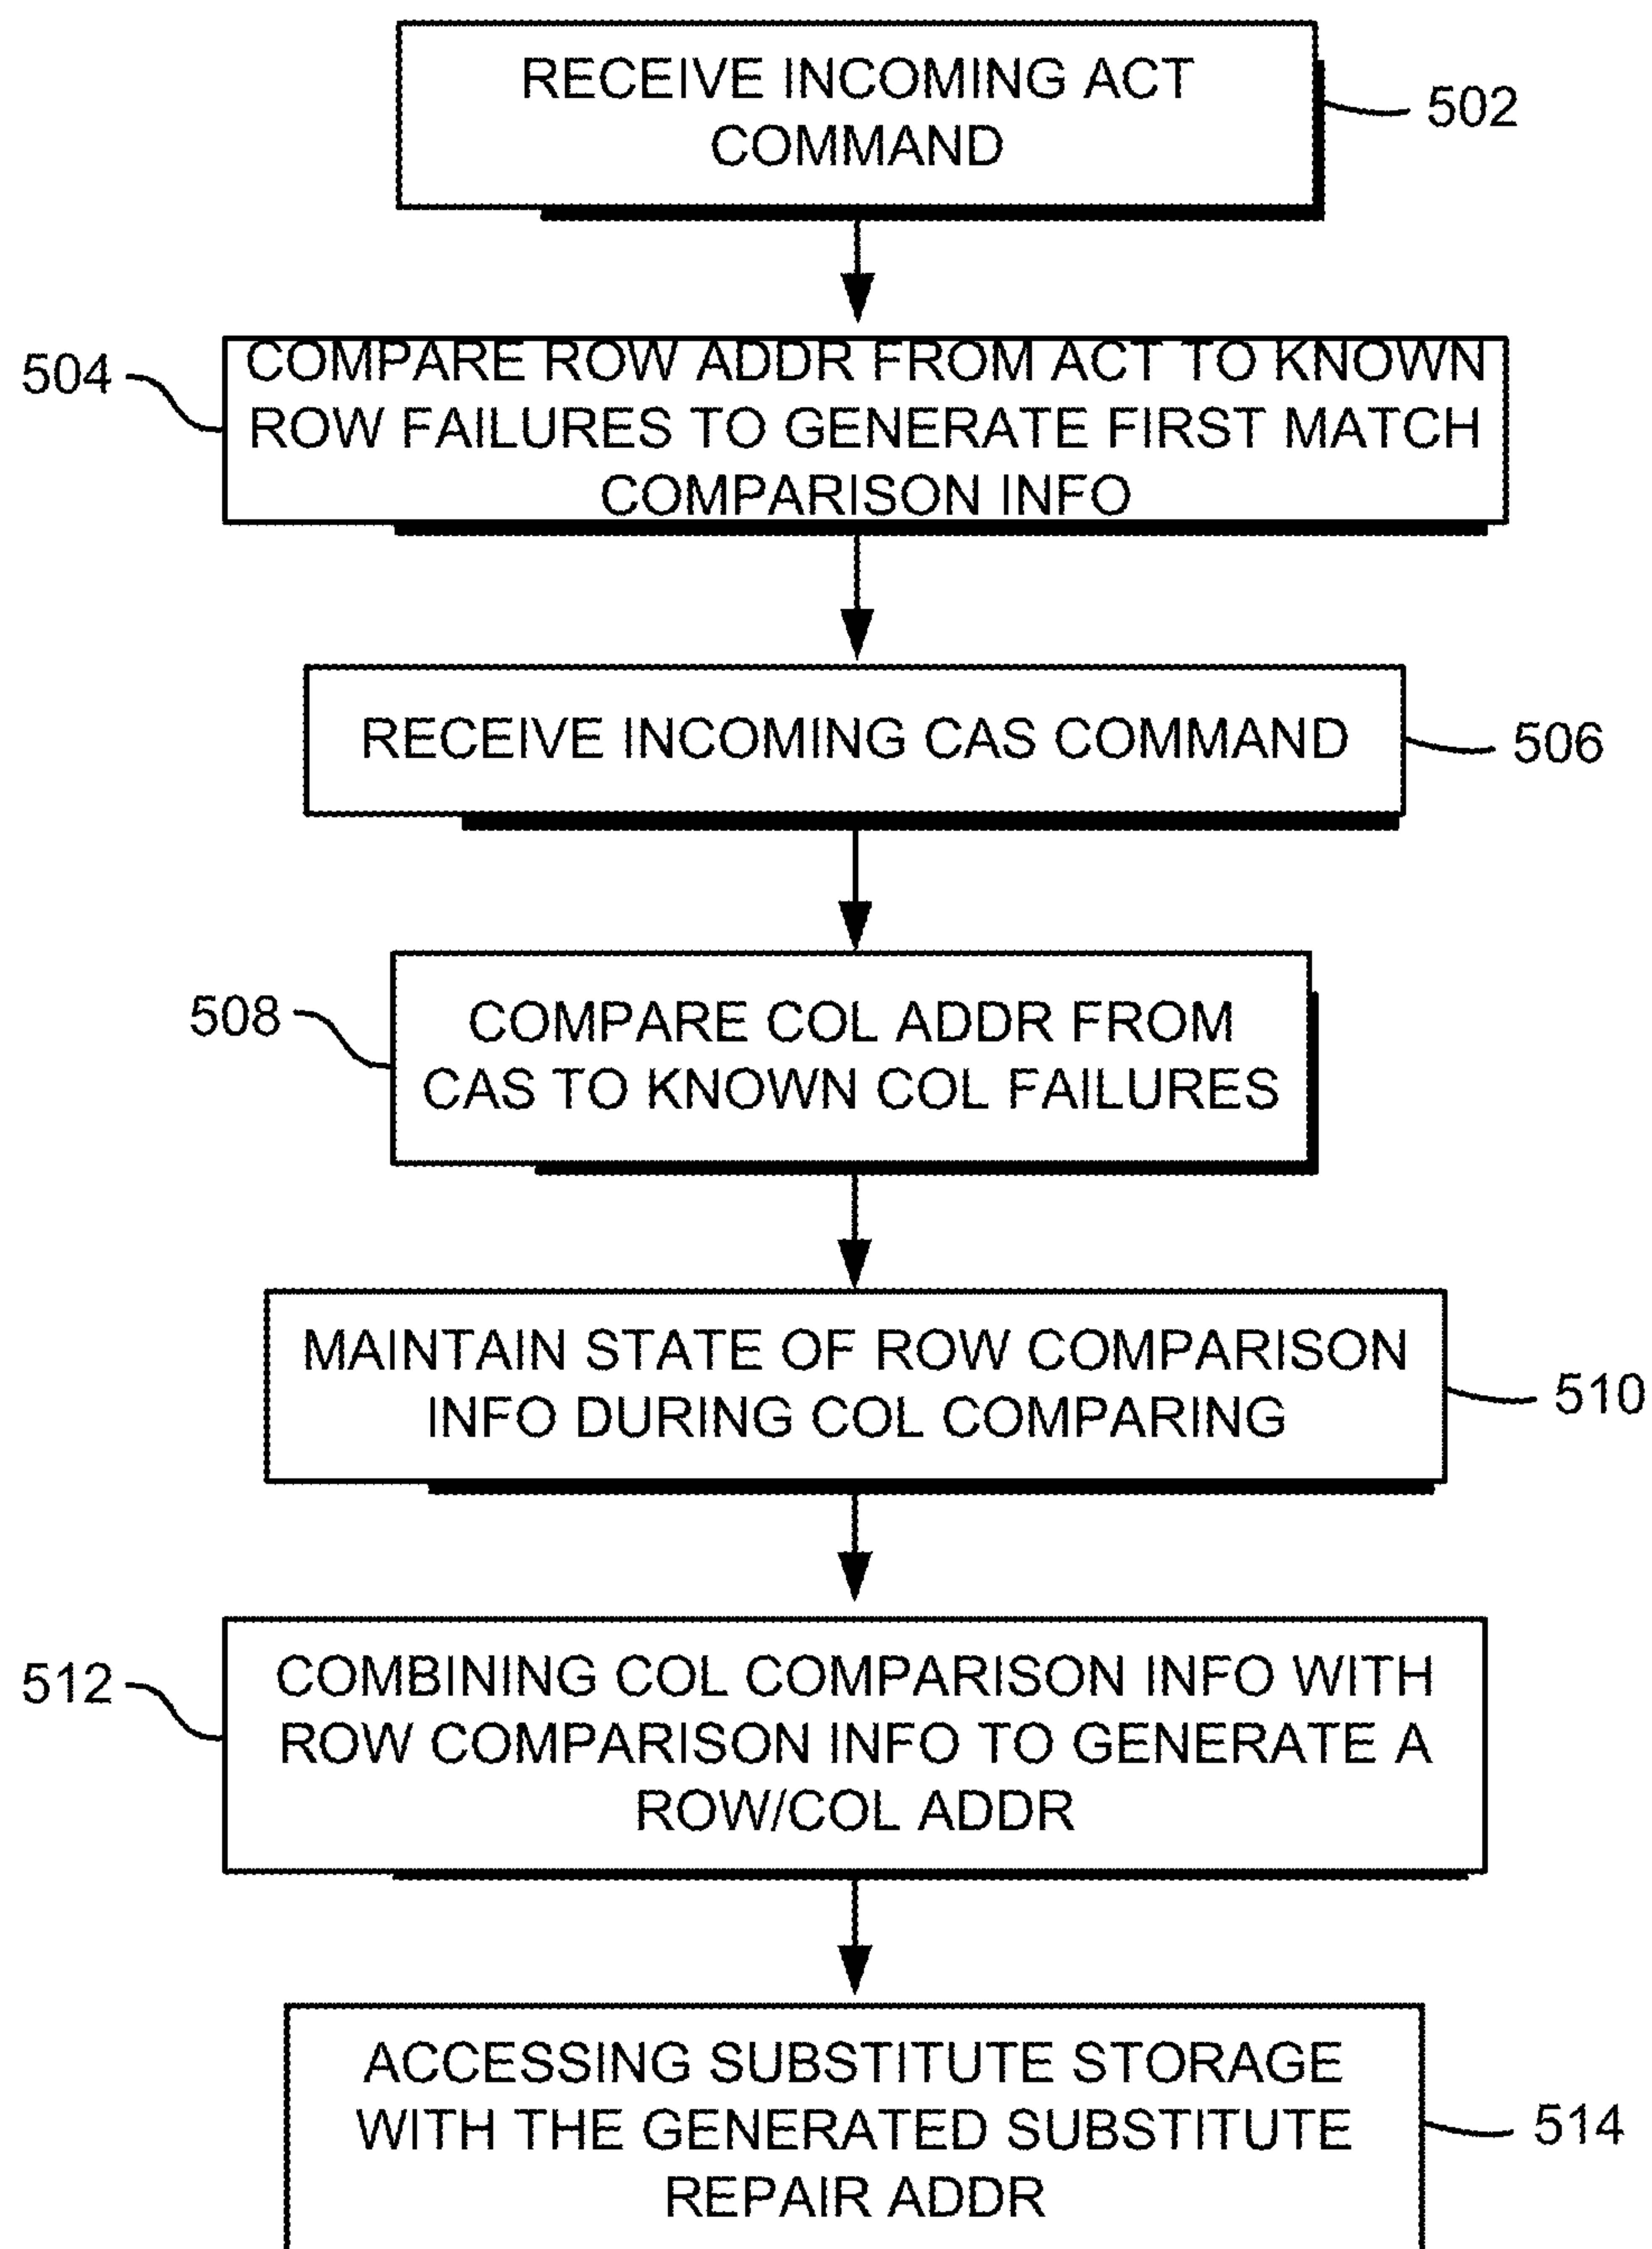 RECEIVE INCOMING ACT
COMMAND
502
504
COMPARE ROW ADDR FROM ACT TO KNOWN
ROW FAILURES TO GENERATE FIRST MATCH
COMPARISON INFO
RECEIVE INCOMING CAS COMMAND
506
508
COMPARE COL ADDR FROM
CAS TO KNOWN COL FAILURES
MAINTAIN STATE OF ROW COMPARISON
INFO DURING COL COMPARING
510
512
COMBINING COL COMPARISON INFO WITH
ROW COMPARISON INFO TO GENERATE A
ROW/COL ADDR
ACCESSING SUBSTITUTE STORAGE
WITH THE GENERATED SUBSTITUTE
REPAIR ADDR
514